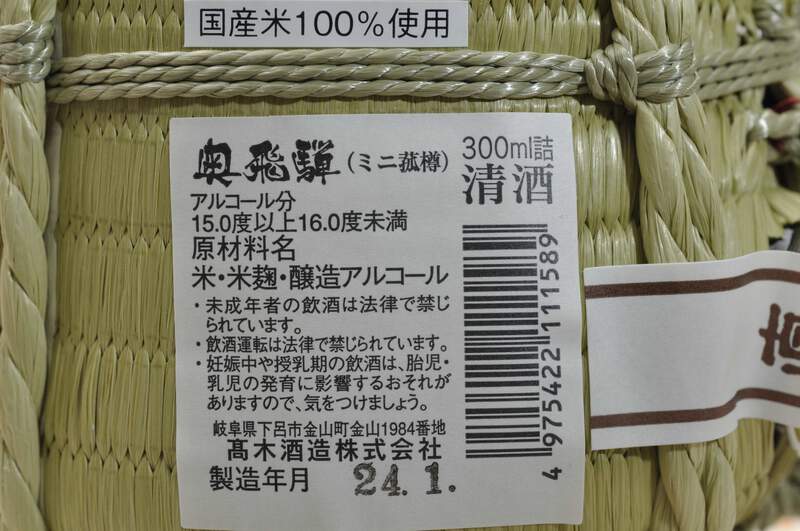 国産米100%使用
奥飛騨(ミニ菰樽)
300ml詰
清酒
アルコール分
15.0度以上16.0度未満
原材料名
米・米麹・醸造アルコール
・未成年者の飲酒は法律で禁じ
られています。
・飲酒運転は法律で禁じられています。
・妊娠中や授乳期の飲酒は、胎児・
乳児の発育に影響するおそれが
ありますので、気をつけましょう。
岐阜県下呂市金山町金山1984番地
髙木酒造株式会社
製造年月 24.1.
4 975422 111589